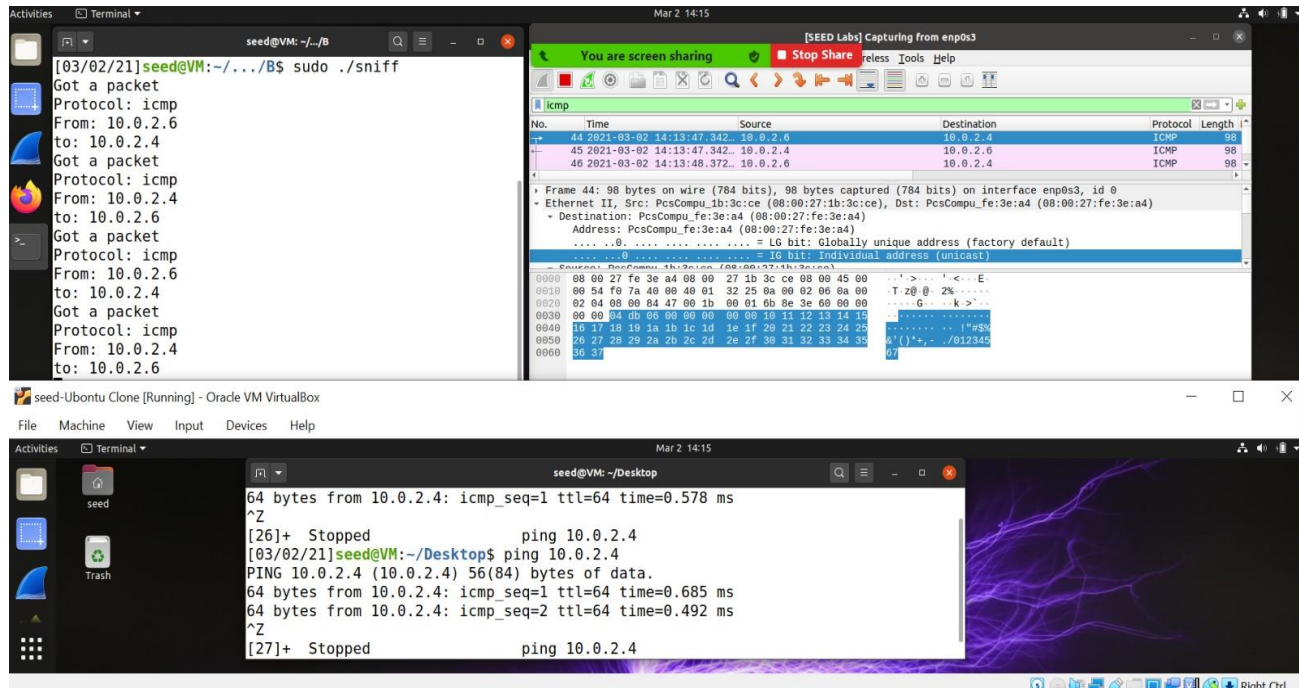 Activities Terminal Mar 2 14:15
seed@VM: ~/.../B
[03/02/21]seed@VM:~/.../B$ sudo ./sniff
Got a packet
Protocol: icmp
From: 10.0.2.6
to: 10.0.2.4
Got a packet
Protocol: icmp
From: 10.0.2.4
to: 10.0.2.6
Got a packet
Protocol: icmp
From: 10.0.2.6
to: 10.0.2.4
Got a packet
Protocol: icmp
From: 10.0.2.4
to: 10.0.2.6
[SEED Labs] Capturing from enp0s3
You are screen sharing Stop Share reless Tools Help
icmp
No. Time Source Destination Protocol Length
44 2021-03-02 14:13:47.342… 10.0.2.6 10.0.2.4 ICMP 98
45 2021-03-02 14:13:47.342… 10.0.2.4 10.0.2.6 ICMP 98
46 2021-03-02 14:13:48.372… 10.0.2.6 10.0.2.4 ICMP 98
Frame 44: 98 bytes on wire (784 bits), 98 bytes captured (784 bits) on interface enp0s3, id 0
Ethernet II, Src: PcsCompu_1b:3c:ce (08:00:27:1b:3c:ce), Dst: PcsCompu_fe:3e:a4 (08:00:27:fe:3e:a4)
Destination: PcsCompu_fe:3e:a4 (08:00:27:fe:3e:a4)
Address: PcsCompu_fe:3e:a4 (08:00:27:fe:3e:a4)
.... ..0. .... .... .... .... = LG bit: Globally unique address (factory default)
.... ...0 .... .... .... .... = IG bit: Individual address (unicast)
Source: PcsCompu_1b:3c:ce (08:00:27:1b:3c:ce)
0000 08 00 27 fe 3e a4 08 00 27 1b 3c ce 08 00 45 00 ··'·>··· '·<···E·
0010 00 54 f0 7a 40 00 40 01 32 25 0a 00 02 06 0a 00 ·T·z@·@· 2%······
0020 02 04 08 00 84 47 00 1b 00 01 6b 8e 3e 60 00 00 ·····G·· ··k·>`··
0030 00 00 04 db 06 00 00 00 00 00 10 11 12 13 14 15 ········ ········
0040 16 17 18 19 1a 1b 1c 1d 1e 1f 20 21 22 23 24 25 ········ ·· !"#$%
0050 26 27 28 29 2a 2b 2c 2d 2e 2f 30 31 32 33 34 35 &'()*+,- ./012345
0060 36 37 67
seed-Ubontu Clone [Running] - Oracle VM VirtualBox
File Machine View Input Devices Help
Activities Terminal Mar 2 14:15
seed
Trash
seed@VM: ~/Desktop
64 bytes from 10.0.2.4: icmp_seq=1 ttl=64 time=0.578 ms
^Z
[26]+ Stopped ping 10.0.2.4
[03/02/21]seed@VM:~/Desktop$ ping 10.0.2.4
PING 10.0.2.4 (10.0.2.4) 56(84) bytes of data.
64 bytes from 10.0.2.4: icmp_seq=1 ttl=64 time=0.685 ms
64 bytes from 10.0.2.4: icmp_seq=2 ttl=64 time=0.492 ms
^Z
[27]+ Stopped ping 10.0.2.4
Right Ctrl